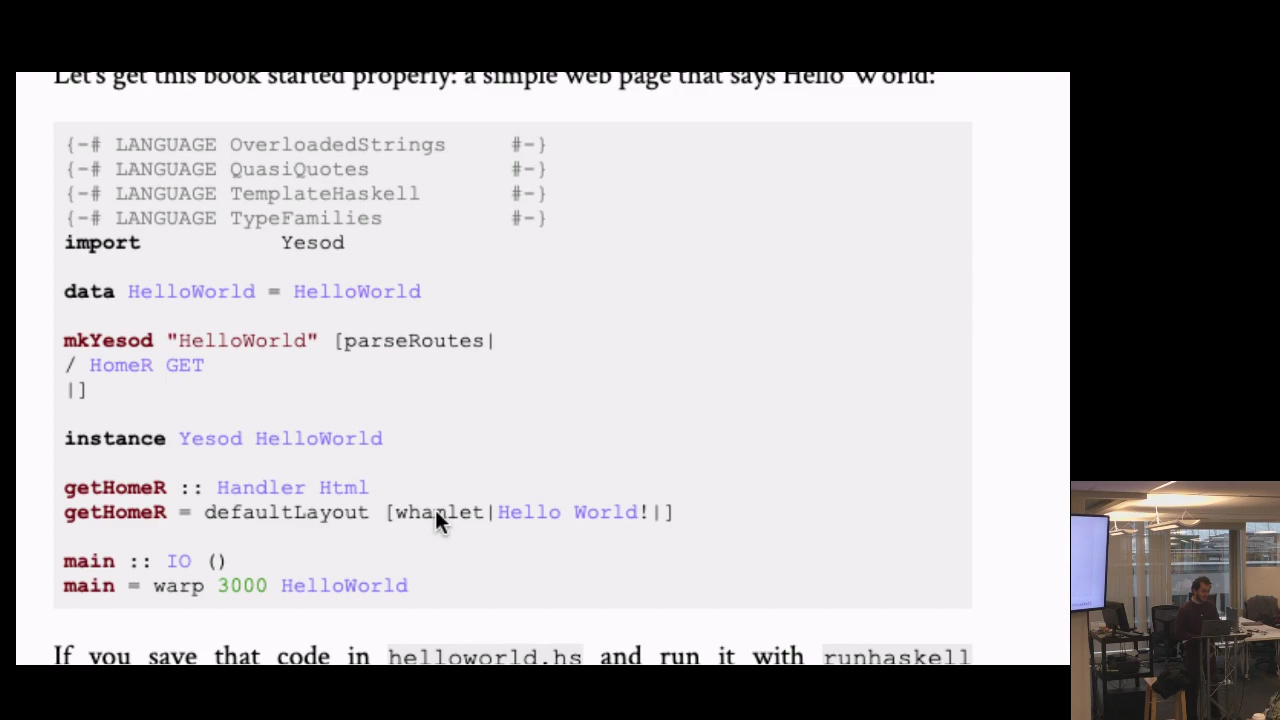 Let's get this book started properly: a simple web page that says Hello World:
{-# LANGUAGE OverloadedStrings     #-}
{-# LANGUAGE QuasiQuotes           #-}
{-# LANGUAGE TemplateHaskell       #-}
{-# LANGUAGE TypeFamilies          #-}
import           Yesod
data HelloWorld = HelloWorld
mkYesod "HelloWorld" [parseRoutes|
/ HomeR GET
|]
instance Yesod HelloWorld
getHomeR :: Handler Html
getHomeR = defaultLayout [whamlet|Hello World!|]
main :: IO ()
main = warp 3000 HelloWorld
If you save that code in helloworld.hs and run it with runhaskell